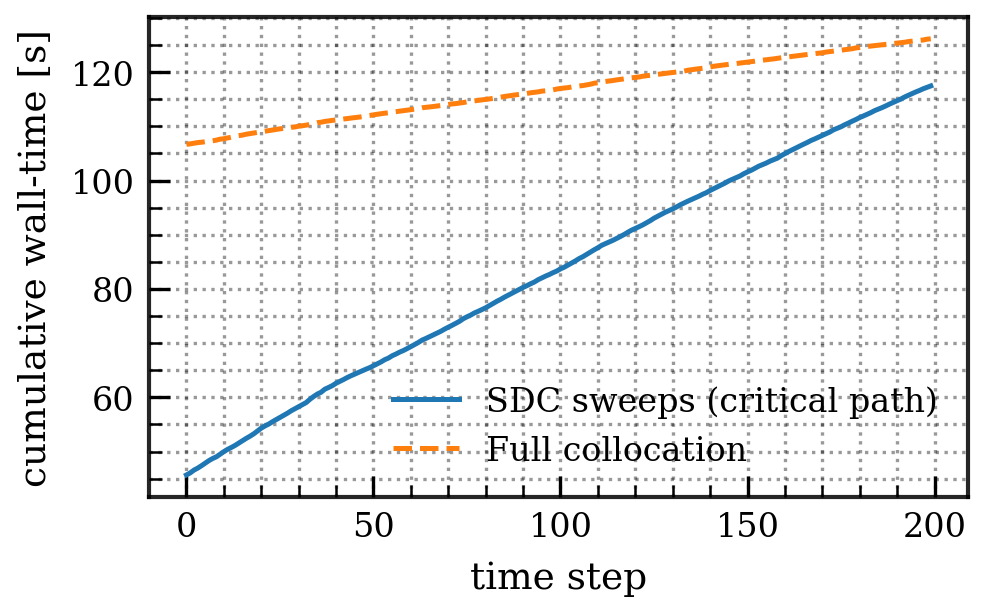 cumulative wall-time [s]
120
100
80
60
SDC sweeps (critical path)
Full collocation
0 50 100 150 200
time step